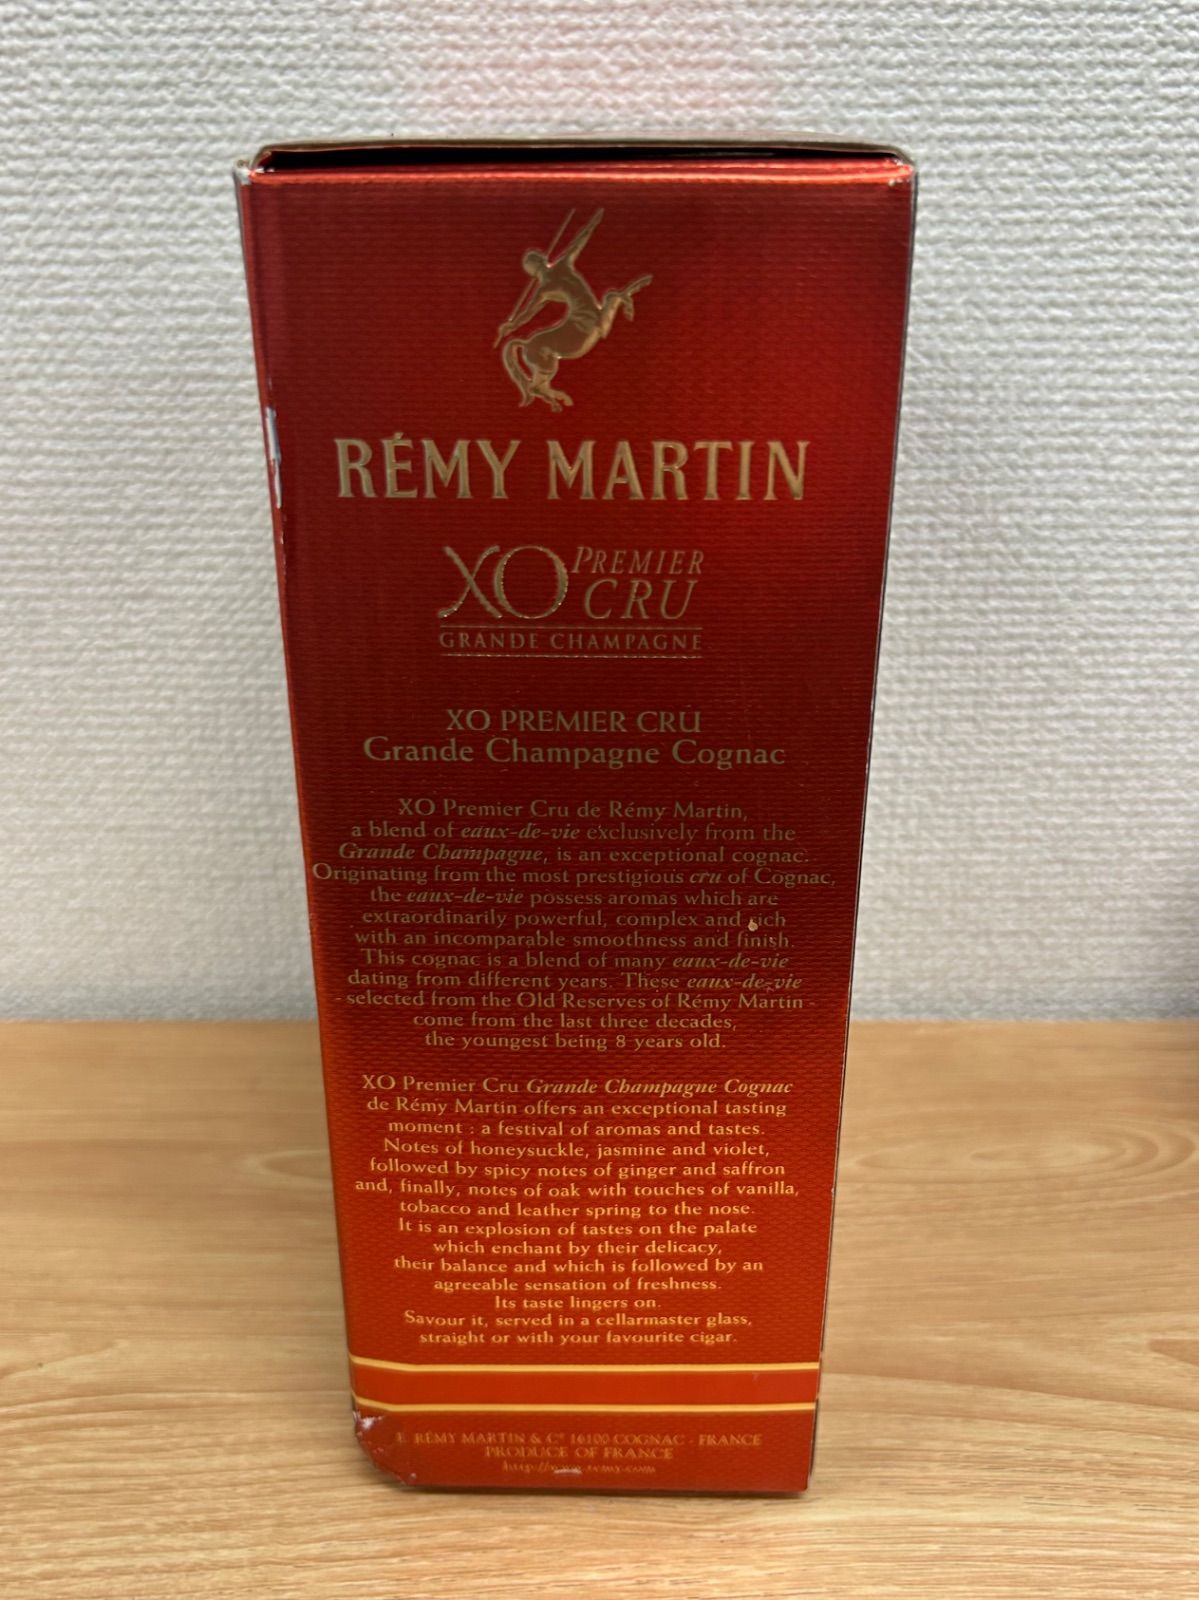 RÉMY MARTIN
XO PREMIER
CRU
GRANDE CHAMPAGNE
XO PREMIER CRU
Grande Champagne Cognac
XO Premier Cru de Rémy Martin,
a blend of eaux-de-vie exclusively from the
Grande Champagne, is an exceptional cognac.
Originating from the most prestigious cru of Cognac,
the eaux-de-vie possess aromas which are
extraordinarily powerful, complex and rich
with an incomparable smoothness and finish.
This cognac is a blend of many eaux-de-vie
dating from different years. These eaux-de-vie
- selected from the Old Reserves of Rémy Martin -
come from the last three decades,
the youngest being 8 years old.
XO Premier Cru Grande Champagne Cognac
de Rémy Martin offers an exceptional tasting
moment : a festival of aromas and tastes.
Notes of honeysuckle, jasmine and violet,
followed by spicy notes of ginger and saffron
and, finally, notes of oak with touches of vanilla,
tobacco and leather spring to the nose.
It is an explosion of tastes on the palate
which enchant by their delicacy,
their balance and which is followed by an
agreeable sensation of freshness.
Its taste lingers on.
Savour it, served in a cellarmaster glass,
straight or with your favourite cigar.
E. RÉMY MARTIN & Cº 16100 COGNAC - FRANCE
PRODUCE OF FRANCE
http://www.remy.com